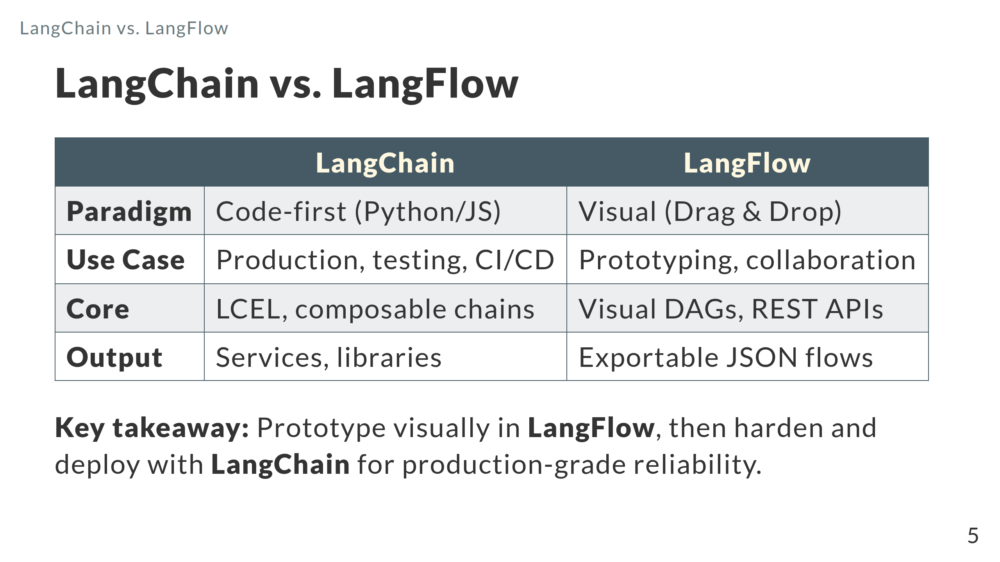 LangChain vs. LangFlow
LangChain vs. LangFlow
LangChain LangFlow
Paradigm Code-first (Python/JS) Visual (Drag & Drop)
Use Case Production, testing, CI/CD Prototyping, collaboration
Core LCEL, composable chains Visual DAGs, REST APIs
Output Services, libraries Exportable JSON flows
Key takeaway: Prototype visually in LangFlow, then harden and
deploy with LangChain for production-grade reliability.
5